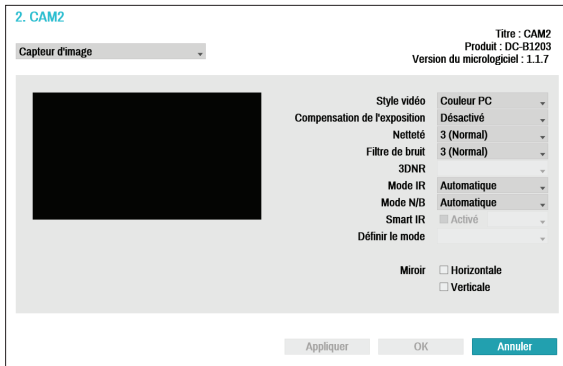 2. CAM2
Titre : CAM2
Produit : DC-B1203
Version du micrologiciel : 1.1.7
Capteur d'image
Style vidéo Couleur PC
Compensation de l'exposition Désactivé
Netteté 3 (Normal)
Filtre de bruit 3 (Normal)
3DNR
Mode IR Automatique
Mode N/B Automatique
Smart IR Activé
Définir le mode
Miroir Horizontale
Verticale
Appliquer OK Annuler